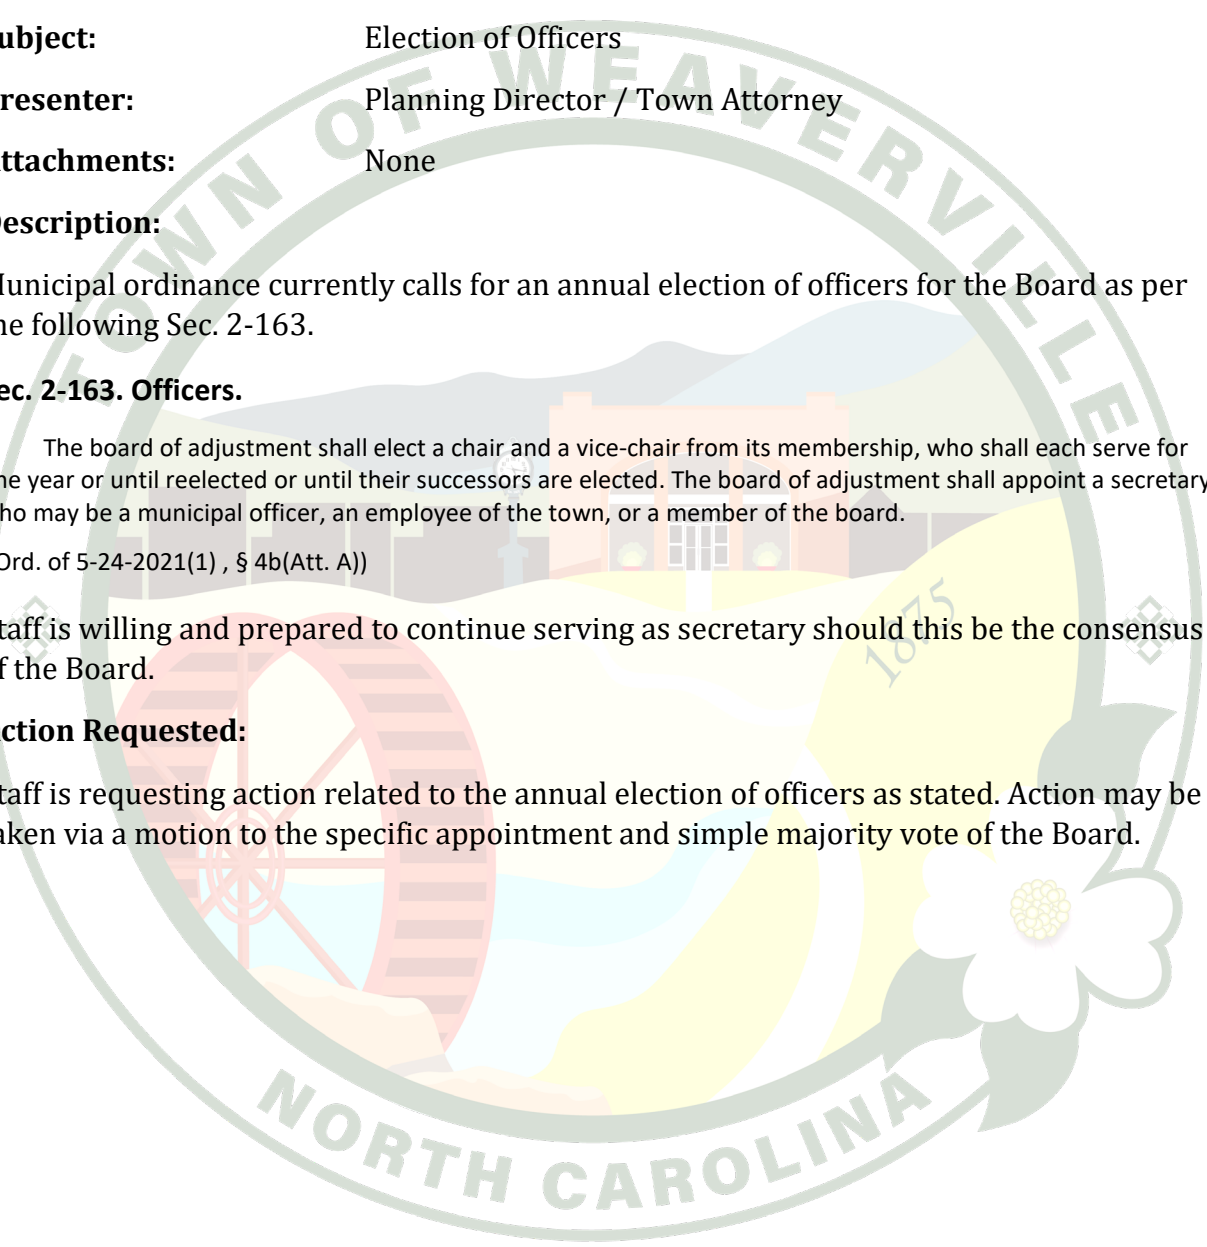 ubject: Election of Officers
resenter: Planning Director / Town Attorney
ttachments: None
escription:
unicipal ordinance currently calls for an annual election of officers for the Board as per
he following Sec. 2-163.
ec. 2-163. Officers.
The board of adjustment shall elect a chair and a vice-chair from its membership, who shall each serve for
ne year or until reelected or until their successors are elected. The board of adjustment shall appoint a secretary
ho may be a municipal officer, an employee of the town, or a member of the board.
Ord. of 5-24-2021(1) , § 4b(Att. A))
taff is willing and prepared to continue serving as secretary should this be the consensus
f the Board.
ction Requested:
taff is requesting action related to the annual election of officers as stated. Action may be
aken via a motion to the specific appointment and simple majority vote of the Board.
TOWN OF WEAVERVILLE
1875
NORTH CAROLINA